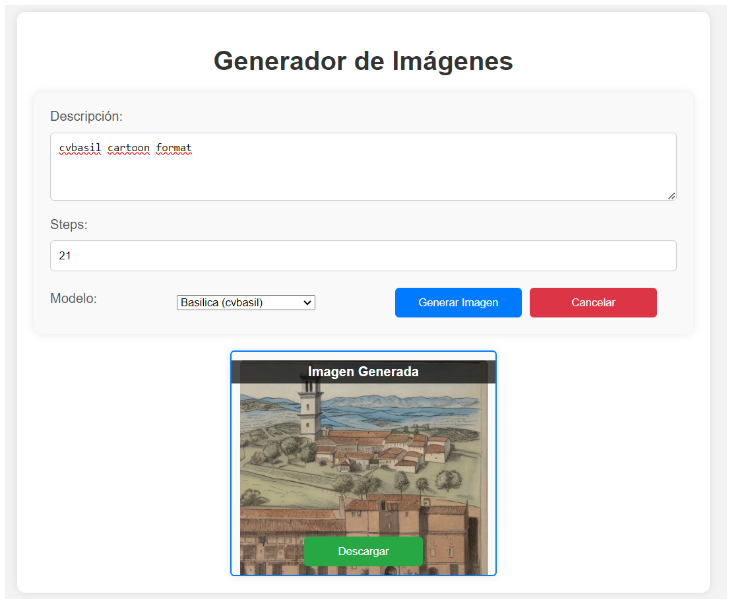 Generador de Imágenes
Descripción:
cvbasil cartoon format
Steps:
21
Modelo:
Basilica (cvbasil)
Generar Imagen
Cancelar
Imagen Generada
Descargar